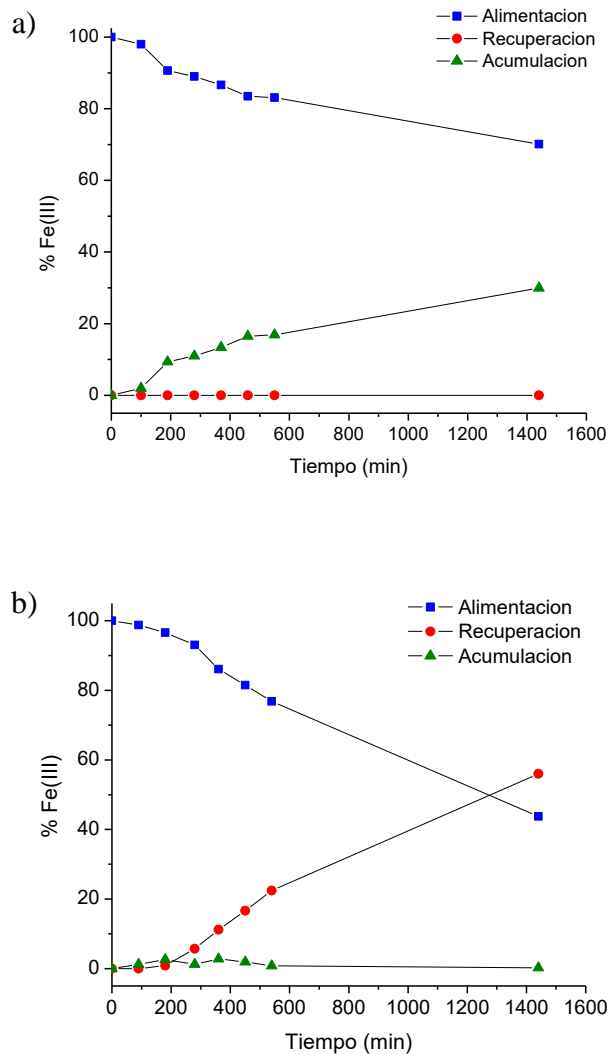 a)
Alimentacion
Recuperacion
Acumulacion
100
80
60
40
20
0
% Fe(III)
0 200 400 600 800 1000 1200 1400 1600
Tiempo (min)
b)
Alimentacion
Recuperacion
Acumulacion
100
80
60
40
20
0
% Fe(III)
0 200 400 600 800 1000 1200 1400 1600
Tiempo (min)